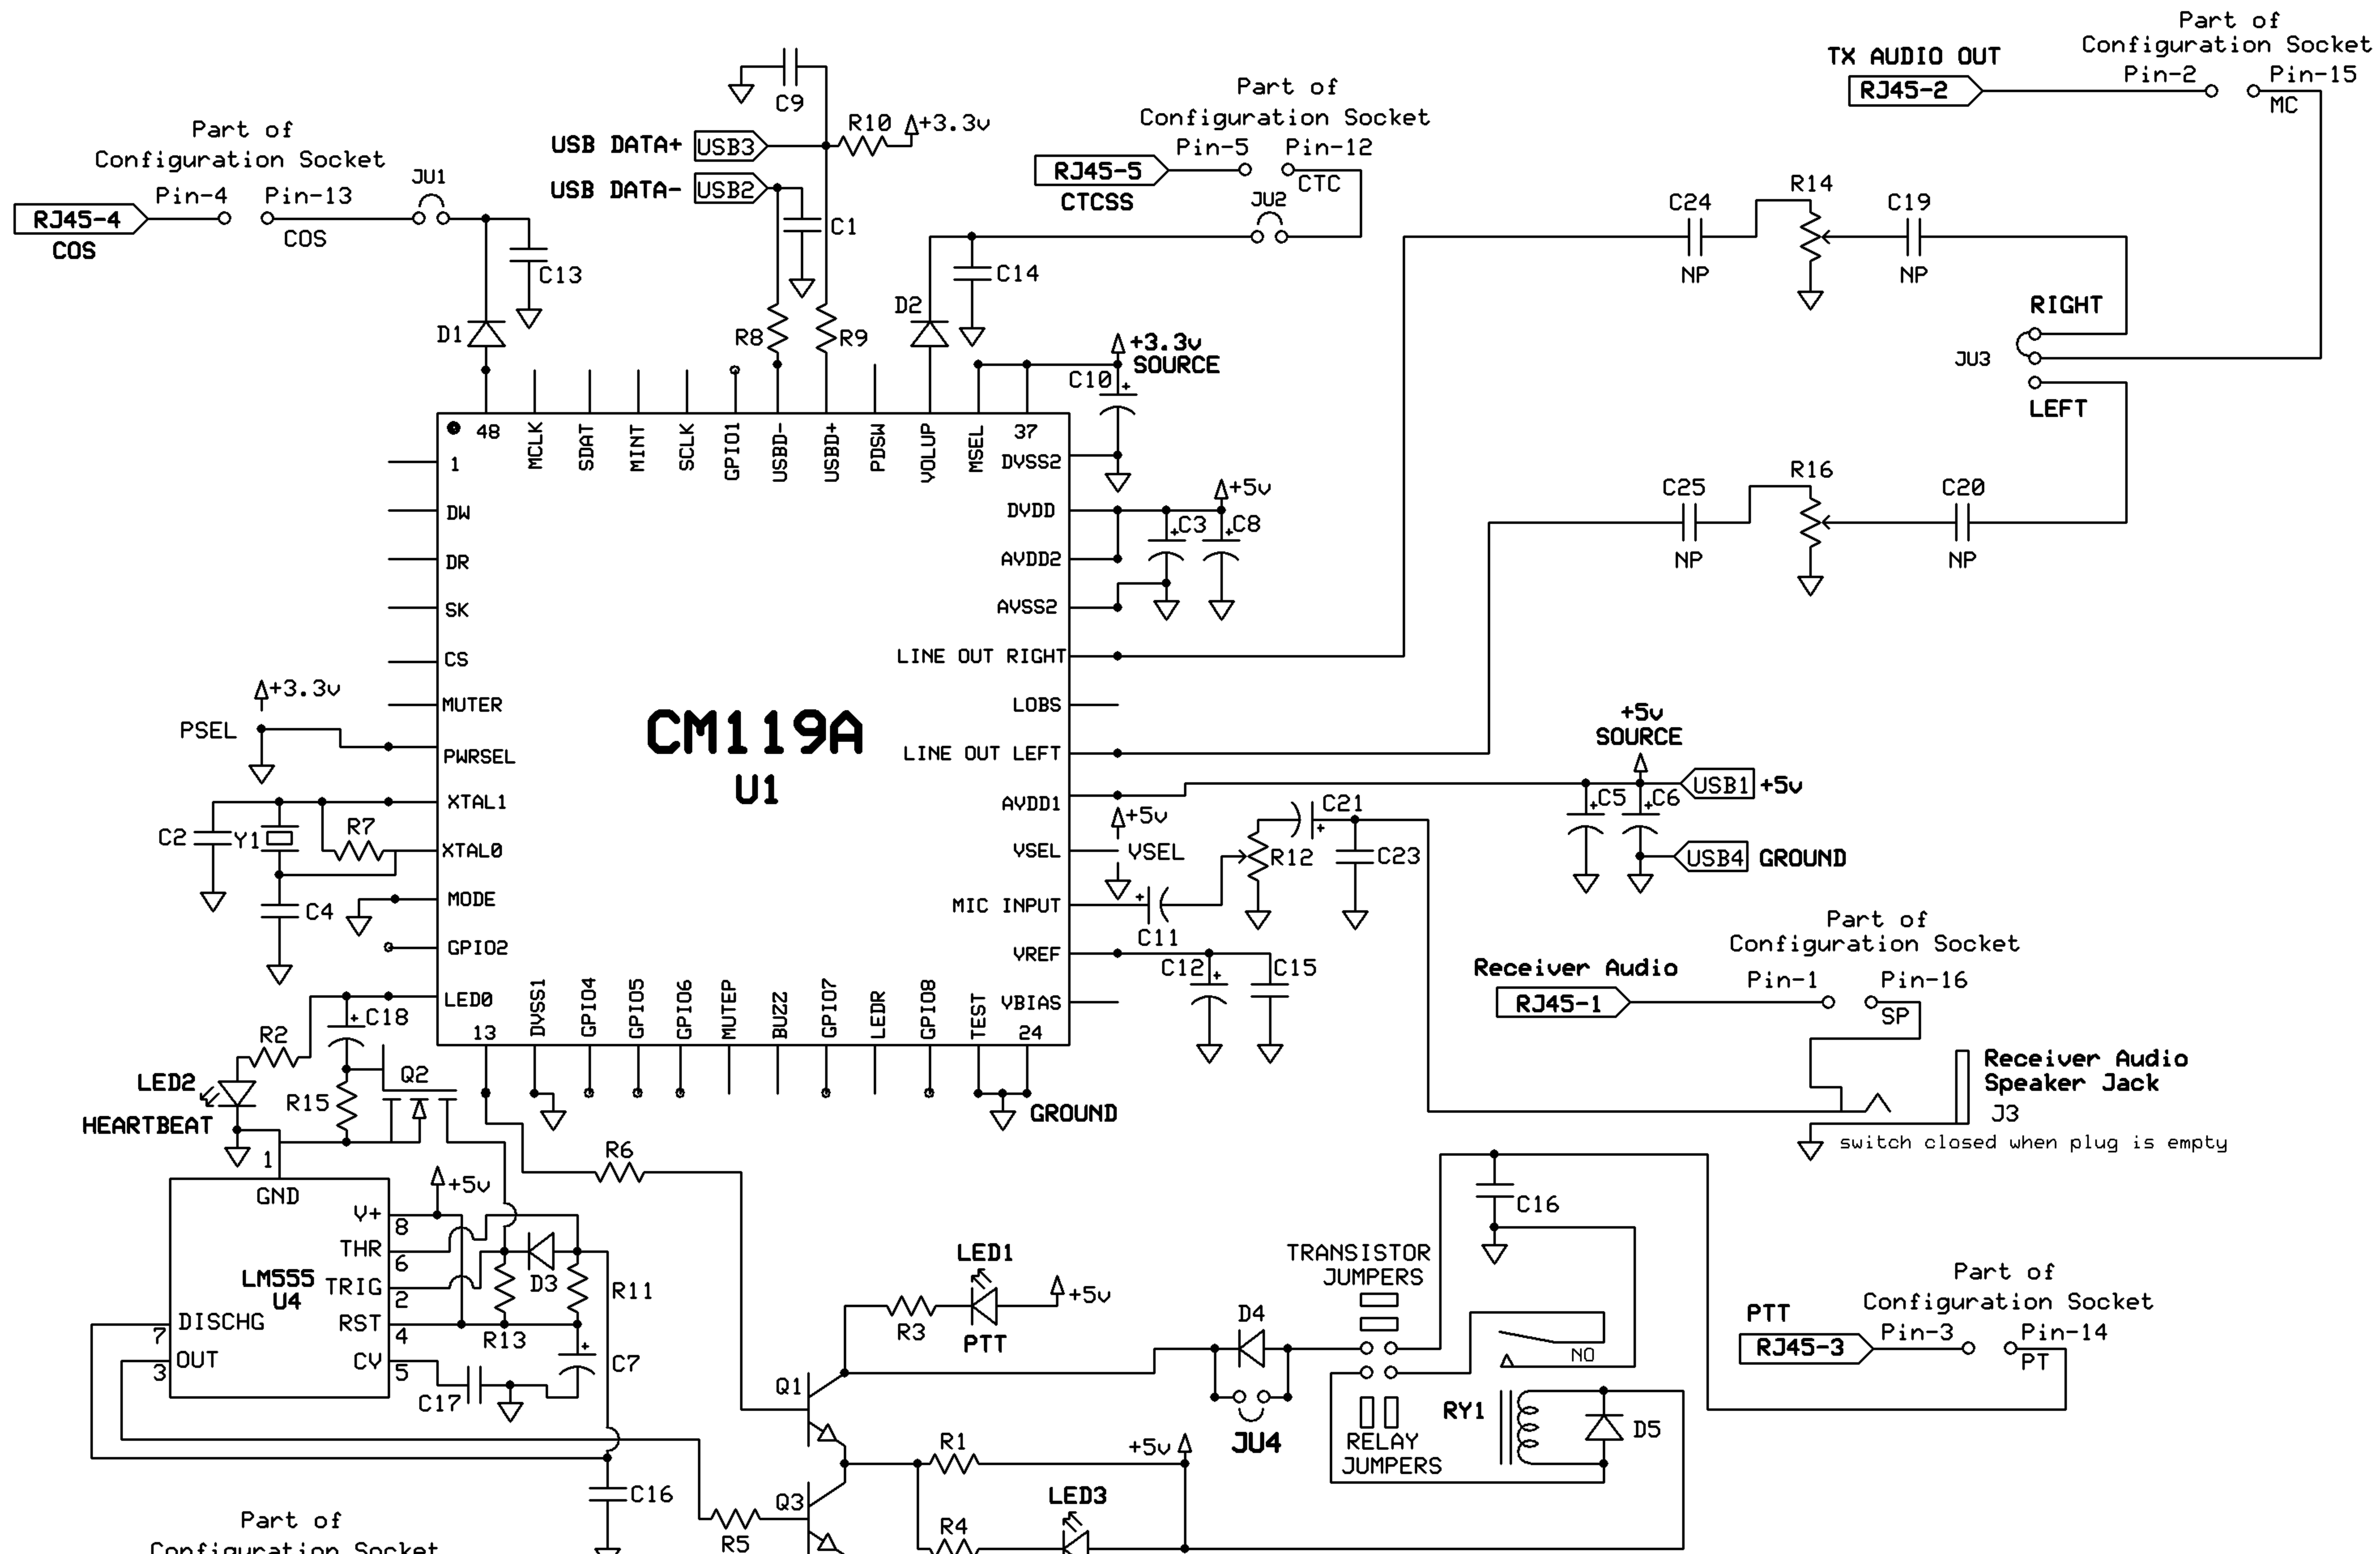 Part of
Configuration Socket
TX AUDIO OUT
RJ45-2
Pin-2
Pin-15
MC
C9
R10
+3.3v
USB DATA+
USB3
USB DATA-
USB2
C1
Part of
Configuration Socket
Pin-5
Pin-12
RJ45-5
CTC
CTCSS
JU2
Part of
Configuration Socket
Pin-4
Pin-13
JU1
RJ45-4
COS
COS
C13
C14
D1
D2
R8
R9
C24
NP
R14
C19
NP
RIGHT
JU3
LEFT
C25
NP
R16
C20
NP
+3.3v
SOURCE
C10
+
48
MCLK
SDAT
MINT
SCLK
GPIO1
USBD-
USBD+
PDSW
VOLUP
MSEL
37
1
DW
DR
SK
CS
MUTER
PWRSEL
XTAL1
XTAL0
MODE
GPIO2
LED0
DVSS2
DVDD
AVDD2
AVSS2
LINE OUT RIGHT
LOBS
LINE OUT LEFT
AVDD1
VSEL
MIC INPUT
VREF
VBIAS
CM119A
U1
13
DVSS1
GPIO4
GPIO5
GPIO6
MUTEP
BUZZ
GPIO7
LEDR
GPIO8
TEST
24
+5v
+C3
+C8
+3.3v
PSEL
C2
Y1
R7
C4
+5v
VSEL
+
C11
R12
C21
+
C23
C12
+
C15
+5v
SOURCE
+C5
+C6
USB1
+5v
USB4
GROUND
Part of
Configuration Socket
Receiver Audio
Pin-1
Pin-16
RJ45-1
SP
Receiver Audio
Speaker Jack
J3
switch closed when plug is empty
GROUND
+C18
R2
LED2
HEARTBEAT
R15
Q2
R6
1
GND
LM555
U4
V+
8
THR
6
TRIG
2
RST
4
CV
5
DISCHG
7
OUT
3
+5v
D3
R11
R13
+
C7
C17
C16
LED1
R3
PTT
+5v
Q1
Q3
R5
R1
+5v
R4
LED3
D4
JU4
TRANSISTOR
JUMPERS
RELAY
JUMPERS
C16
NO
RY1
D5
Part of
Configuration Socket
PTT
Pin-3
Pin-14
RJ45-3
PT
Part of
Configuration Socket